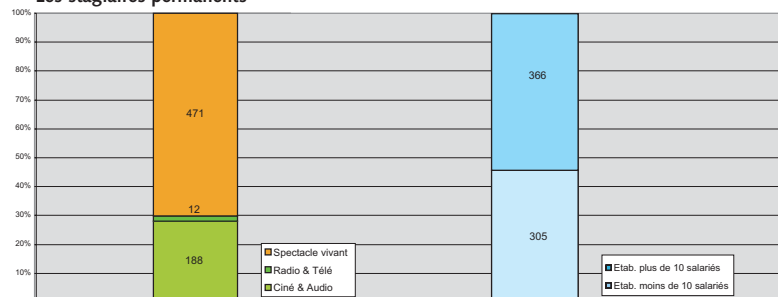 Les stagiaires permanents
100%
90%
80%
70%
60%
50%
40%
30%
20%
10%
471
12
188
366
305
Spectacle vivant
Radio & Télé
Ciné & Audio
Etab. plus de 10 salariés
Etab. moins de 10 salariés